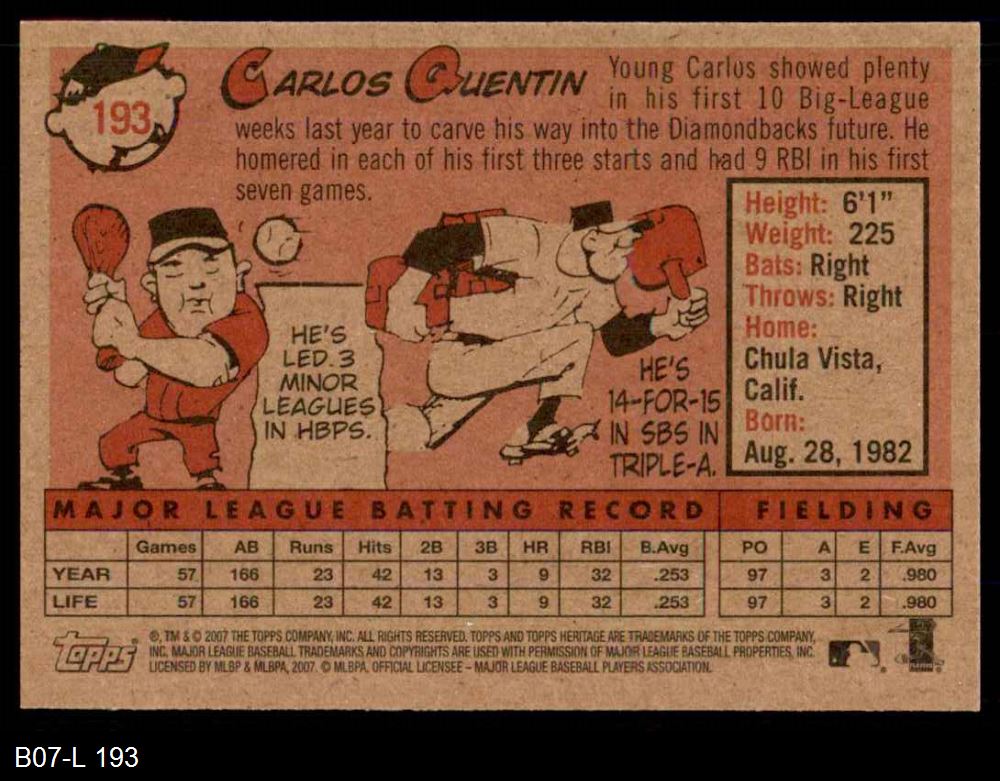 193
CARLOS QUENTIN
Young Carlos showed plenty
in his first 10 Big-League
weeks last year to carve his way into the Diamondbacks future. He
homered in each of his first three starts and had 9 RBI in his first
seven games.
HE'S
LED 3
MINOR
LEAGUES
IN HBPS.
HE'S
14-FOR-15
IN SBS IN
TRIPLE-A.
Height: 6'1"
Weight: 225
Bats: Right
Throws: Right
Home:
Chula Vista,
Calif.
Born:
Aug. 28, 1982
MAJOR LEAGUE BATTING RECORD FIELDING
Games AB Runs Hits 2B 3B HR RBI B.Avg PO A E F.Avg
YEAR 57 166 23 42 13 3 9 32 .253 97 3 2 .980
LIFE 57 166 23 42 13 3 9 32 .253 97 3 2 .980
Topps
®, TM & © 2007 THE TOPPS COMPANY, INC. ALL RIGHTS RESERVED. TOPPS AND TOPPS HERITAGE ARE TRADEMARKS OF THE TOPPS COMPANY,
INC. MAJOR LEAGUE BASEBALL TRADEMARKS AND COPYRIGHTS ARE USED WITH PERMISSION OF MAJOR LEAGUE BASEBALL PROPERTIES, INC.
LICENSED BY MLBP & MLBPA, 2007. © MLBPA. OFFICIAL LICENSEE – MAJOR LEAGUE BASEBALL PLAYERS ASSOCIATION.
B07-L 193